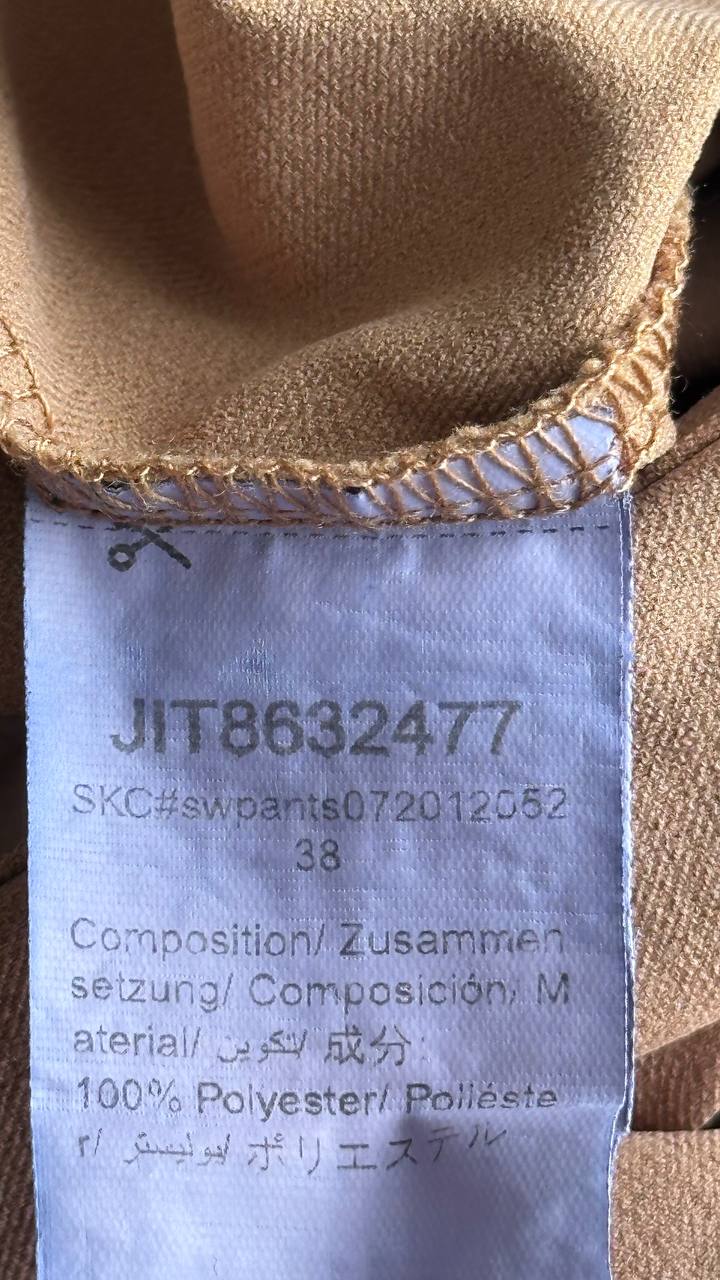 JIT8632477
SKC#swpants072012052
38
Composition/ Zusammen
setzung/ Composición/ M
aterial/ تكوين/ 成分:
100% Polyester/ Poliéste
r/ بوليستر/ ポリエステル